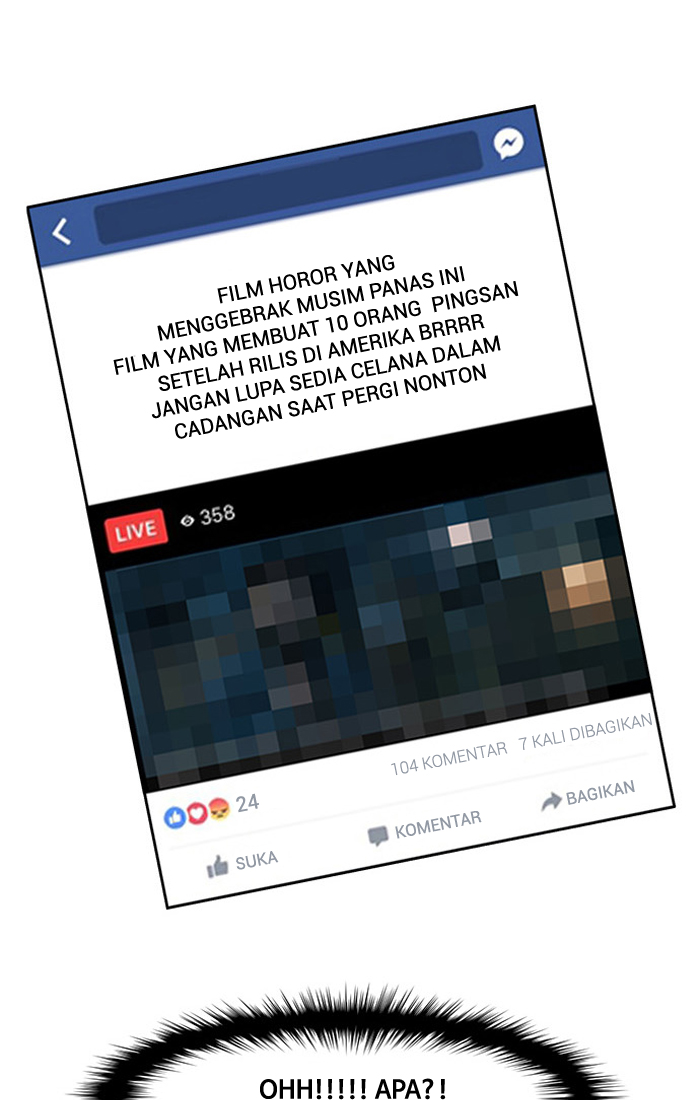 FILM HOROR YANG
MENGGEBRAK MUSIM PANAS INI
FILM YANG MEMBUAT 10 ORANG PINGSAN
SETELAH RILIS DI AMERIKA BRRRR
JANGAN LUPA SEDIA CELANA DALAM
CADANGAN SAAT PERGI NONTON
LIVE 358
104 KOMENTAR 7 KALI DIBAGIKAN
24
SUKA KOMENTAR BAGIKAN
OHH!!!!! APA?!